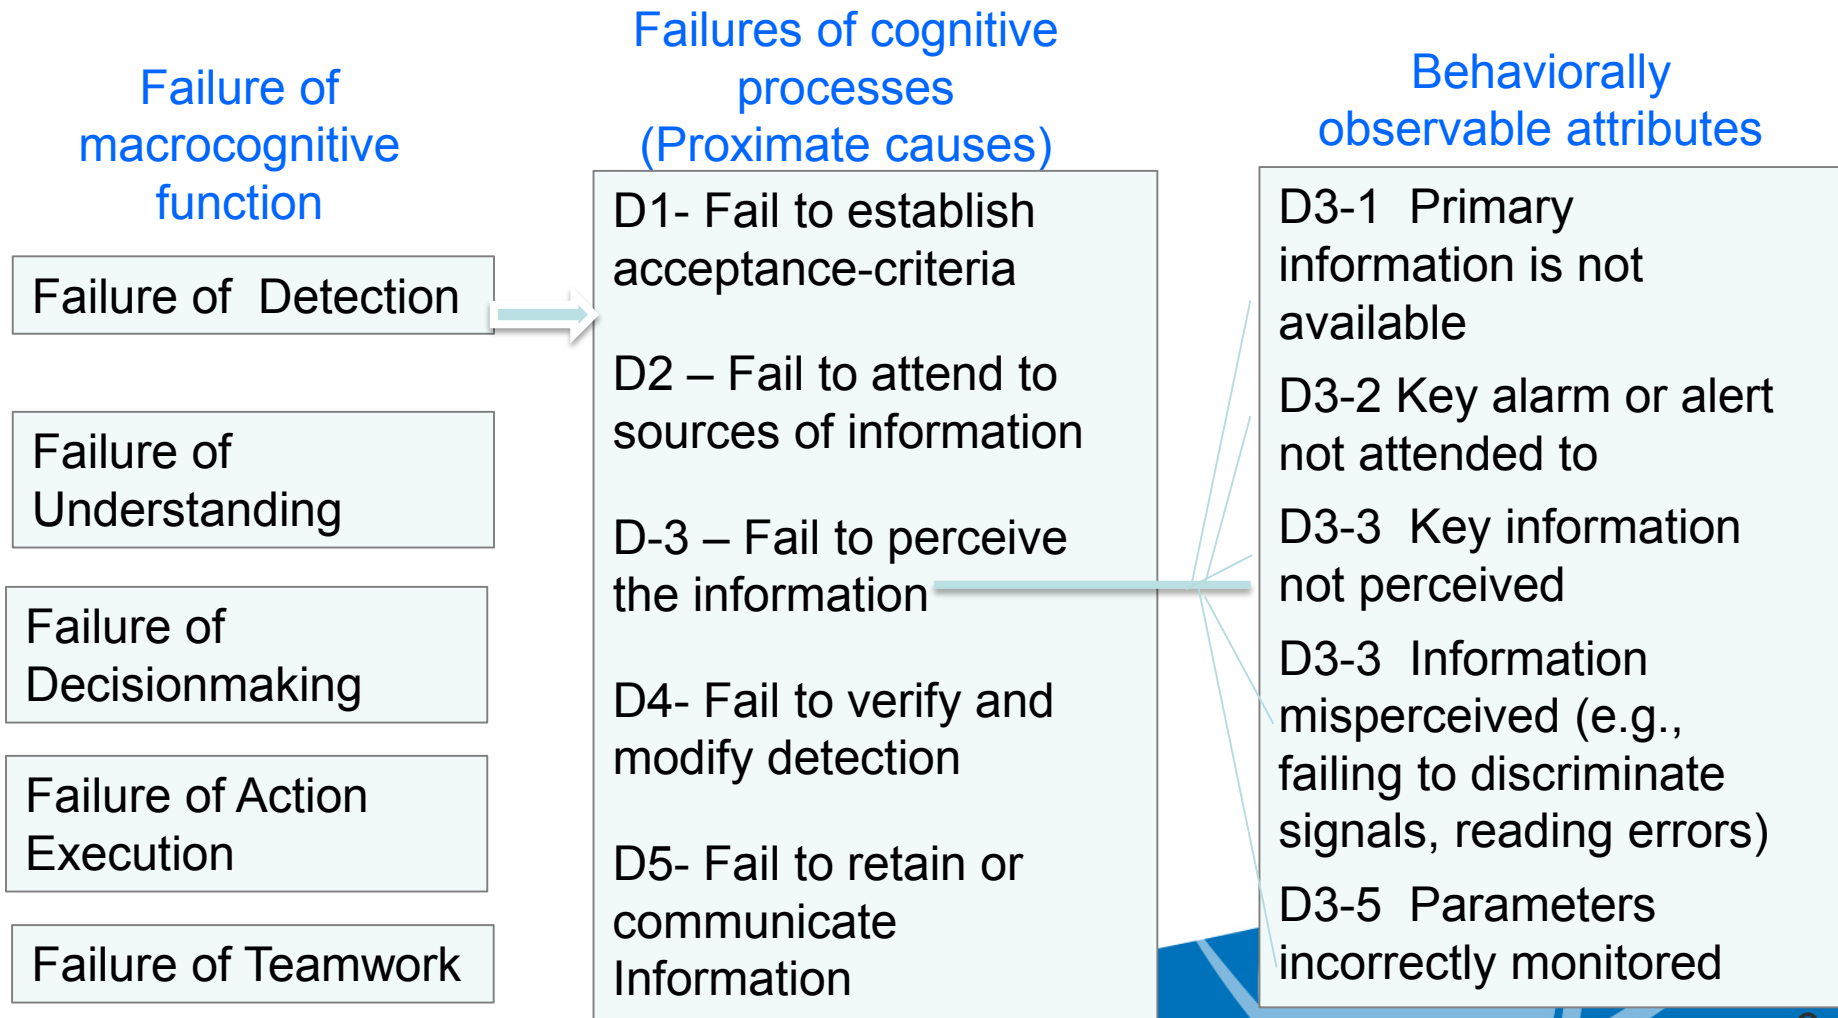 Failure of
macrocognitive
function
Failure of  Detection
Failure of
Understanding
Failure of
Decisionmaking
Failure of Action
Execution
Failure of Teamwork
Failures of cognitive
processes
(Proximate causes)
D1- Fail to establish
acceptance-criteria
D2 – Fail to attend to
sources of information
D-3 – Fail to perceive
the information
D4- Fail to verify and
modify detection
D5- Fail to retain or
communicate
Information
Behaviorally
observable attributes
D3-1  Primary
information is not
available
D3-2 Key alarm or alert
not attended to
D3-3  Key information
not perceived
D3-3  Information
misperceived (e.g.,
failing to discriminate
signals, reading errors)
D3-5  Parameters
incorrectly monitored